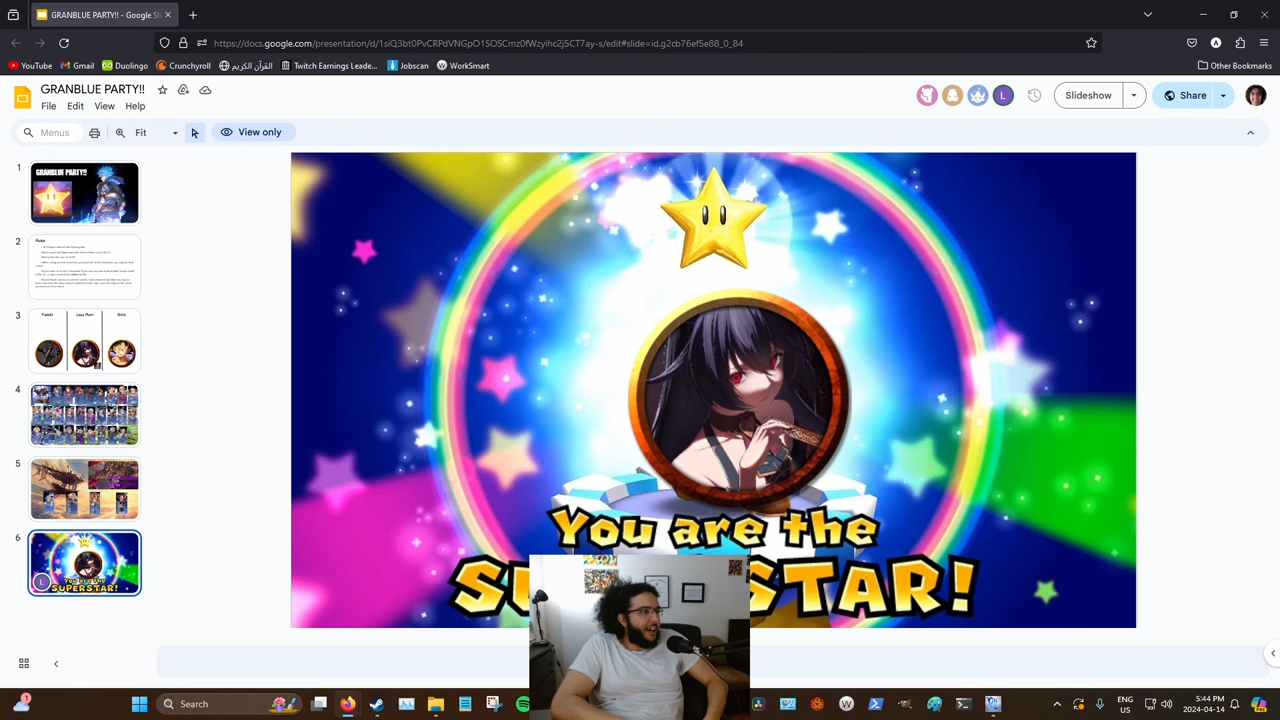 GRANBLUE PARTY!! - Google Sl
https://docs.google.com/presentation/d/1siQ3bt0PvCRPdVNGpO1SOSCmz0fWzyihc2j5CT7ay-s/edit#slide=id.g2cb76ef5e88_0_84
YouTube Gmail Duolingo Crunchyroll القرآن الكريم Twitch Earnings Leade... Jobscan WorkSmart Other Bookmarks
GRANBLUE PARTY!!
File Edit View Help
L Slideshow Share
Menus Fit View only
1
GRANBLUE PARTY!!
2
Rules
3
4
5
6
L
You are the
SUPERSTAR!
You are the
1
Search
ENG
US
5:44 PM
2024-04-14